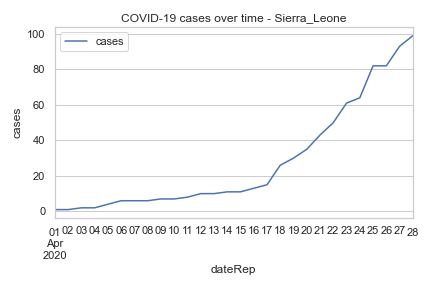 COVID-19 cases over time - Sierra_Leone
cases
100
80
60
40
20
0
cases
01 02 03 04 05 06 07 08 09 10 11 12 13 14 15 16 17 18 19 20 21 22 23 24 25 26 27 28
Apr
2020
dateRep